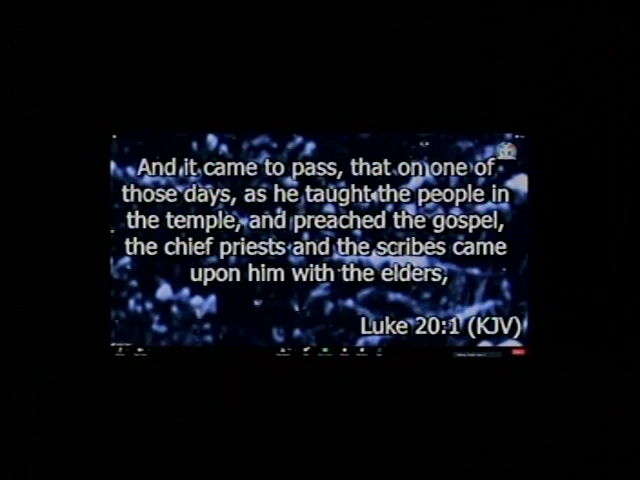 And it came to pass, that on one of
those days, as he taught the people in
the temple, and preached the gospel,
the chief priests and the scribes came
upon him with the elders,
Luke 20:1 (KJV)